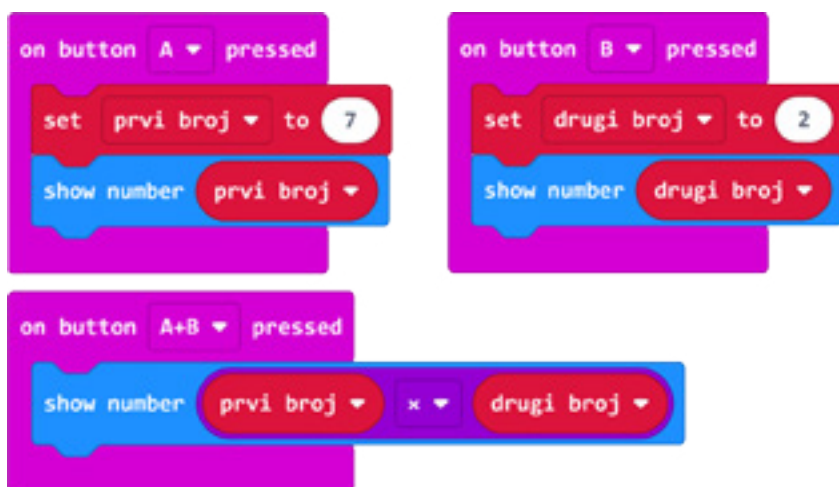 on button A pressed
set prvi broj to 7
show number prvi broj
on button B pressed
set drugi broj to 2
show number drugi broj
on button A+B pressed
show number prvi broj × drugi broj